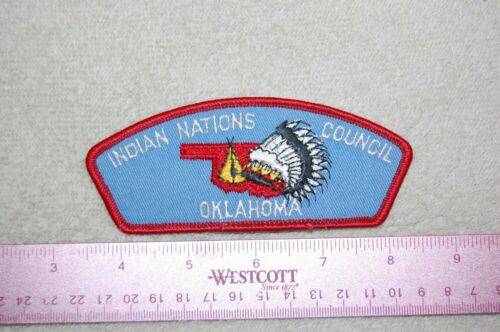 INDIAN NATIONS COUNCIL
OKLAHOMA
3 4 5 6 7 8 9
WESTCOTT
Since 1872
24 23 22 21 20 19 18 17 16 15 14 13 12 11 10 9 8 7 6